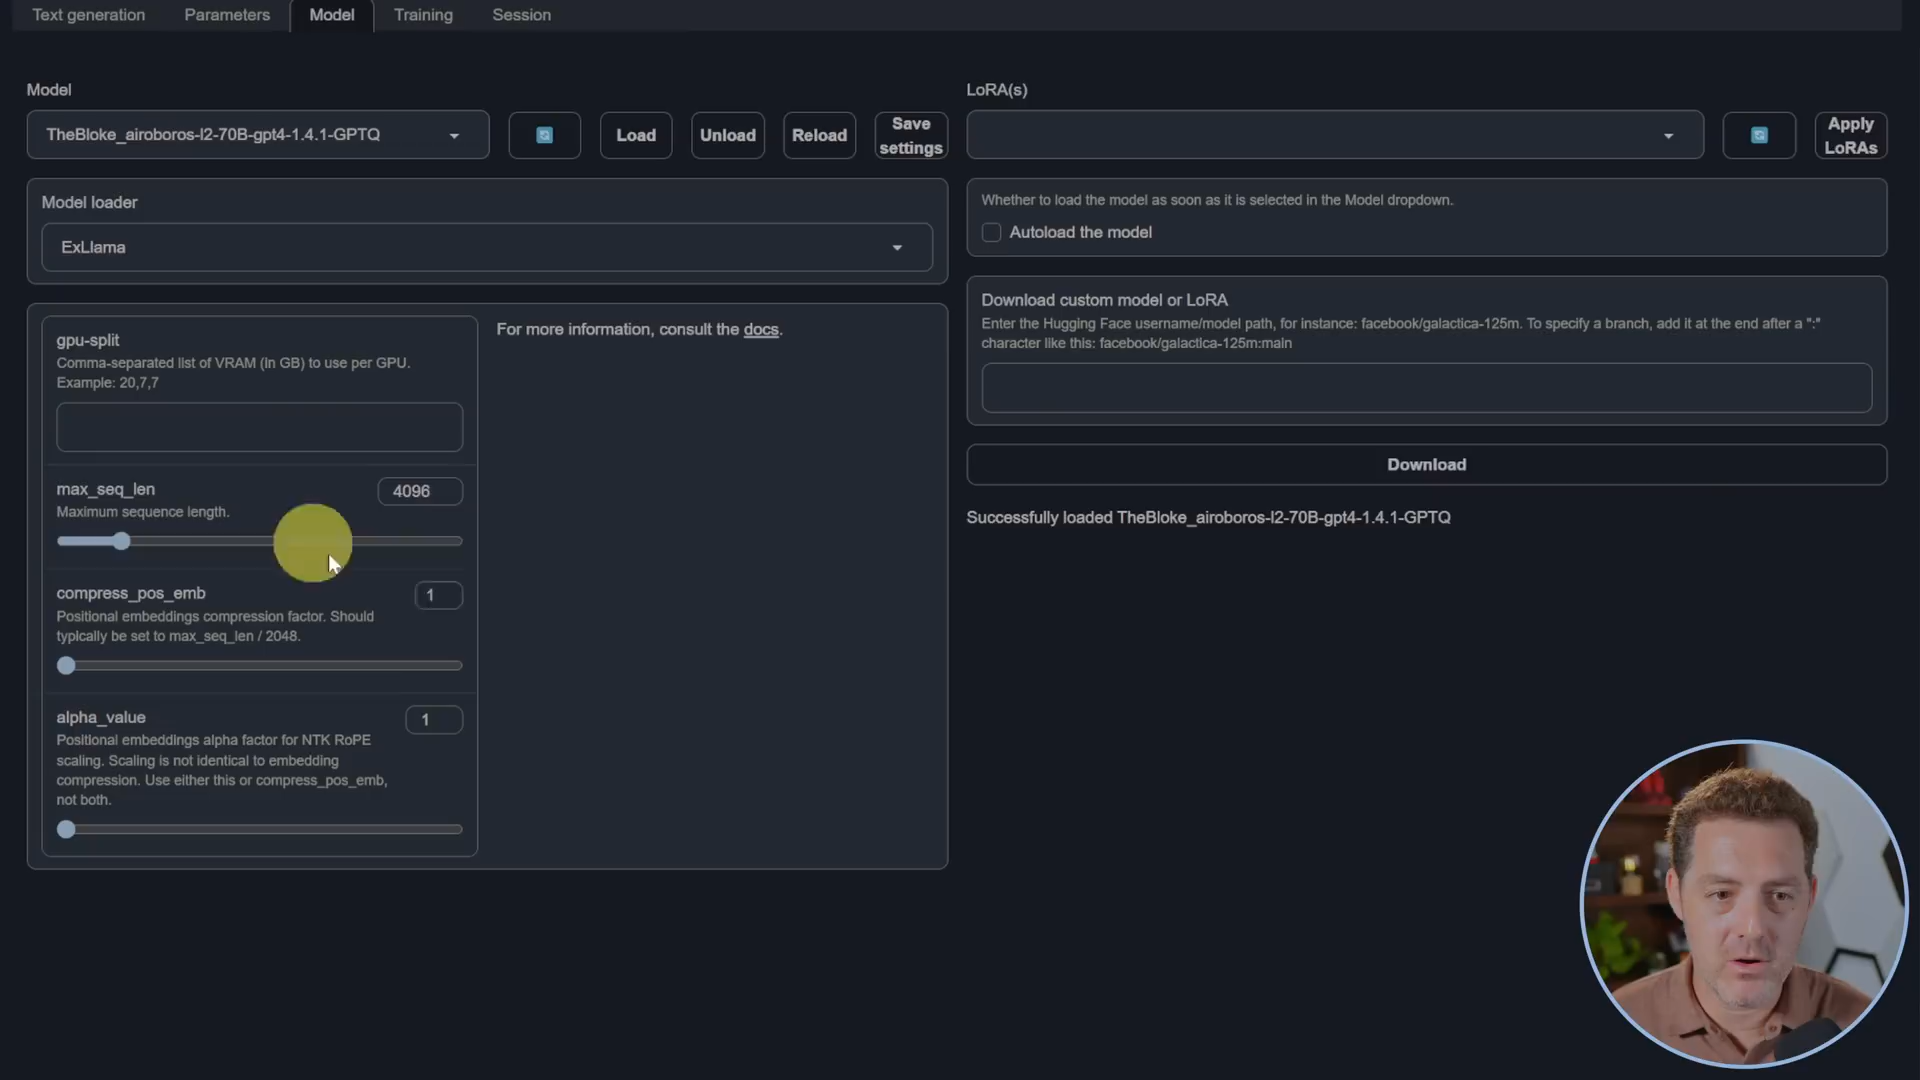 Text generation
Parameters
Model
Training
Session
Model
TheBloke_airoboros-l2-70B-gpt4-1.4.1-GPTQ
Load
Unload
Reload
Save
settings
LoRA(s)
Apply
LoRAs
Model loader
ExLlama
Whether to load the model as soon as it is selected in the Model dropdown.
Autoload the model
gpu-split
Comma-separated list of VRAM (in GB) to use per GPU.
Example: 20,7,7
For more information, consult the docs.
max_seq_len
4096
Maximum sequence length.
compress_pos_emb
1
Positional embeddings compression factor. Should
typically be set to max_seq_len / 2048.
alpha_value
1
Positional embeddings alpha factor for NTK RoPE
scaling. Scaling is not identical to embedding
compression. Use either this or compress_pos_emb,
not both.
Download custom model or LoRA
Enter the Hugging Face username/model path, for instance: facebook/galactica-125m. To specify a branch, add it at the end after a ":"
character like this: facebook/galactica-125m:main
Download
Successfully loaded TheBloke_airoboros-l2-70B-gpt4-1.4.1-GPTQ